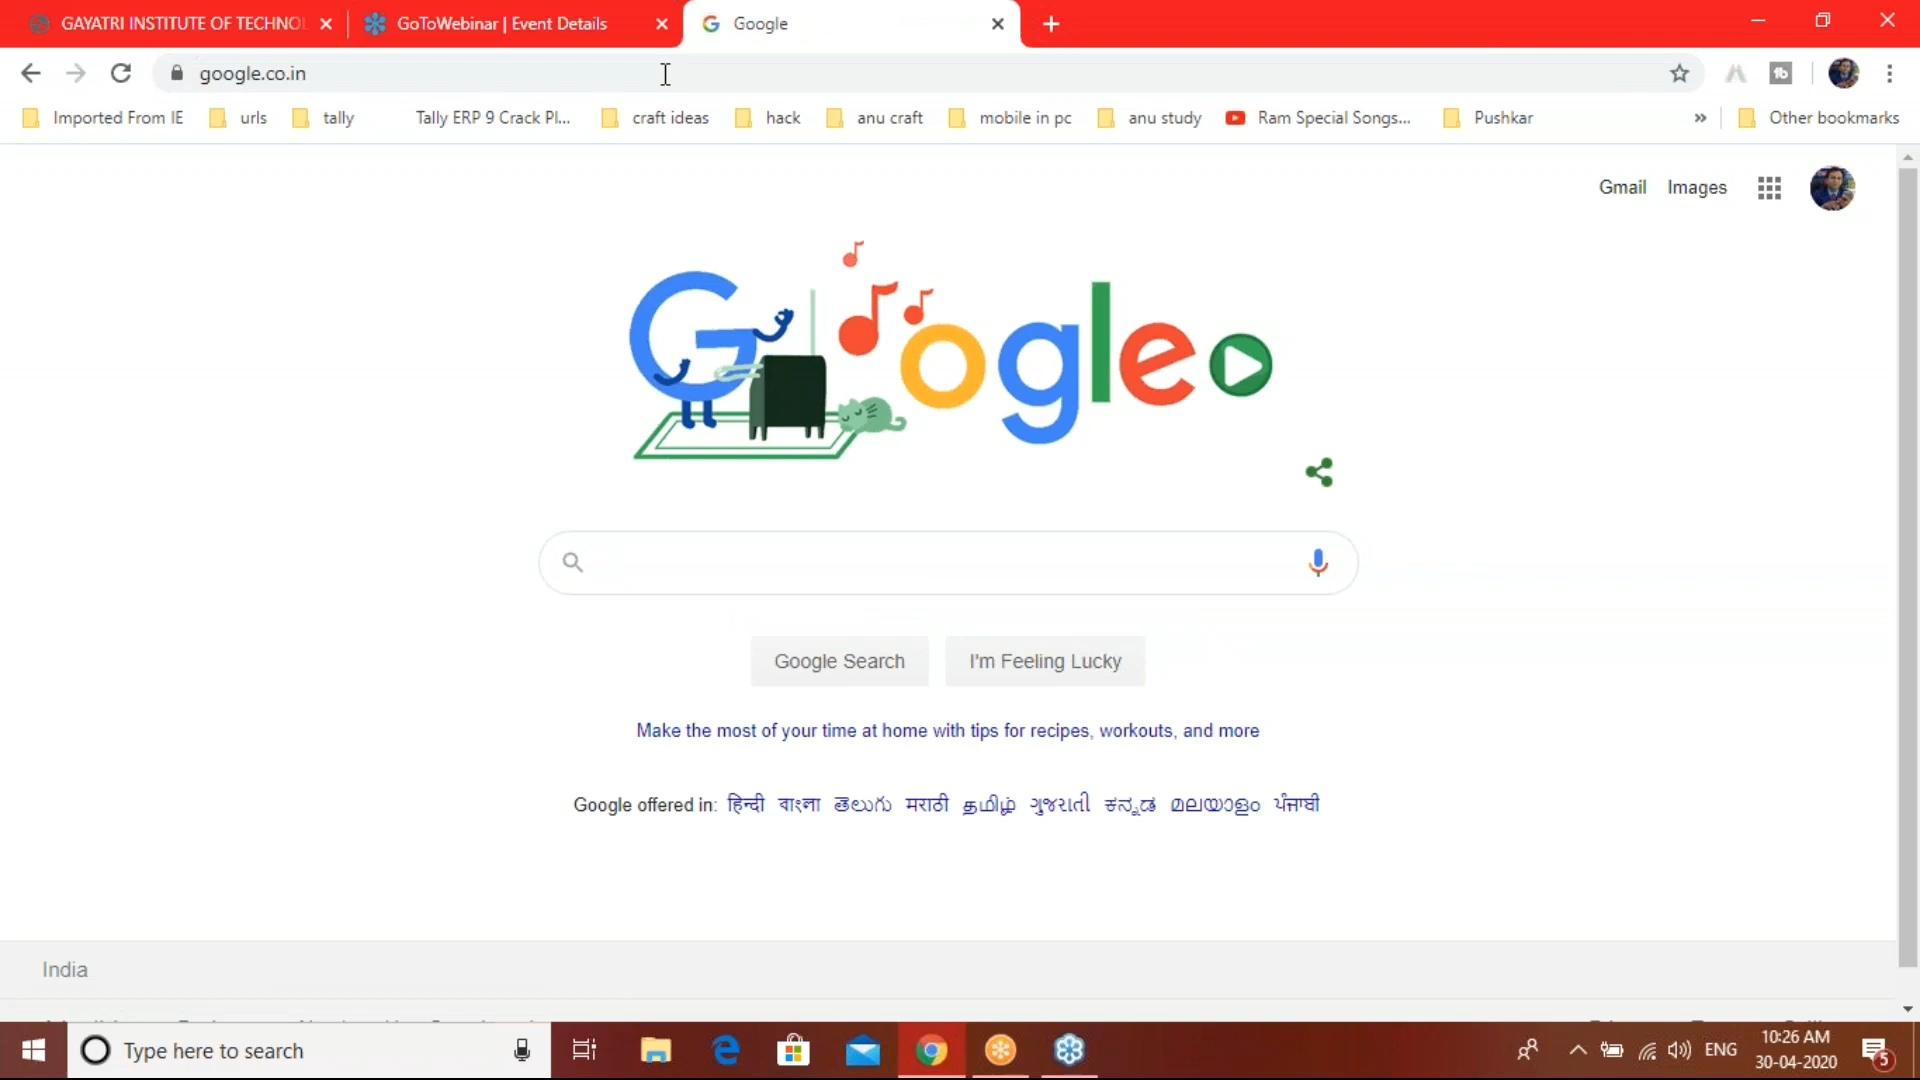 GAYATRI INSTITUTE OF TECHNOL
GoToWebinar | Event Details
Google
google.co.in
Imported From IE
urls
tally
Tally ERP 9 Crack Pl...
craft ideas
hack
anu craft
mobile in pc
anu study
Ram Special Songs...
Pushkar
»
Other bookmarks
Gmail
Images
Google
Google Search
I'm Feeling Lucky
Make the most of your time at home with tips for recipes, workouts, and more
Google offered in: हिन्दी বাংলা తెలుగు मराठी தமிழ் ગુજરાતી ಕನ್ನಡ മലയാളം ਪੰਜਾਬੀ
India
Type here to search
ENG
10:26 AM
30-04-2020
5